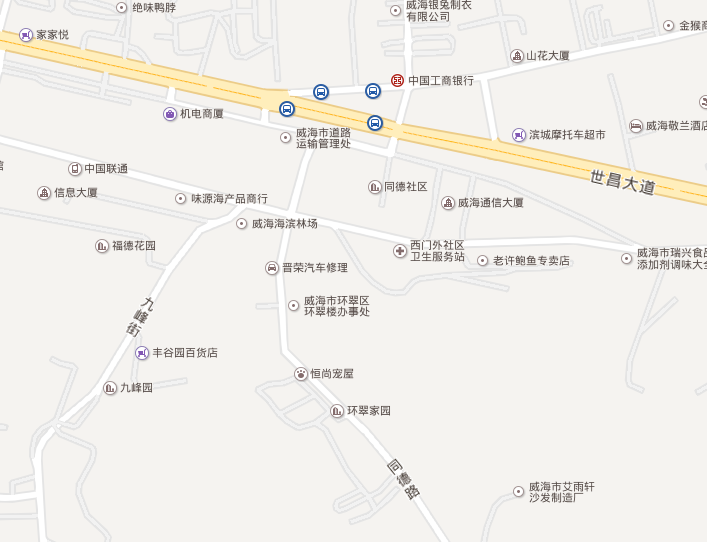 绝味鸭脖
威海银兔制衣
有限公司
金猴商
家家悦
山花大厦
中国工商银行
机电商厦
威海市道路
运输管理处
滨城摩托车超市
威海敬兰酒店
馆
中国联通
信息大厦
味源海产品商行
同德社区
世昌大道
威海通信大厦
威海海滨林场
福德花园
西门外社区
卫生服务站
老许鲍鱼专卖店
威海市瑞兴食品
添加剂调味大全
晋荣汽车修理
九峰街
威海市环翠区
环翠楼办事处
丰谷园百货店
恒尚宠屋
九峰园
环翠家园
同德路
威海市艾雨轩
沙发制造厂